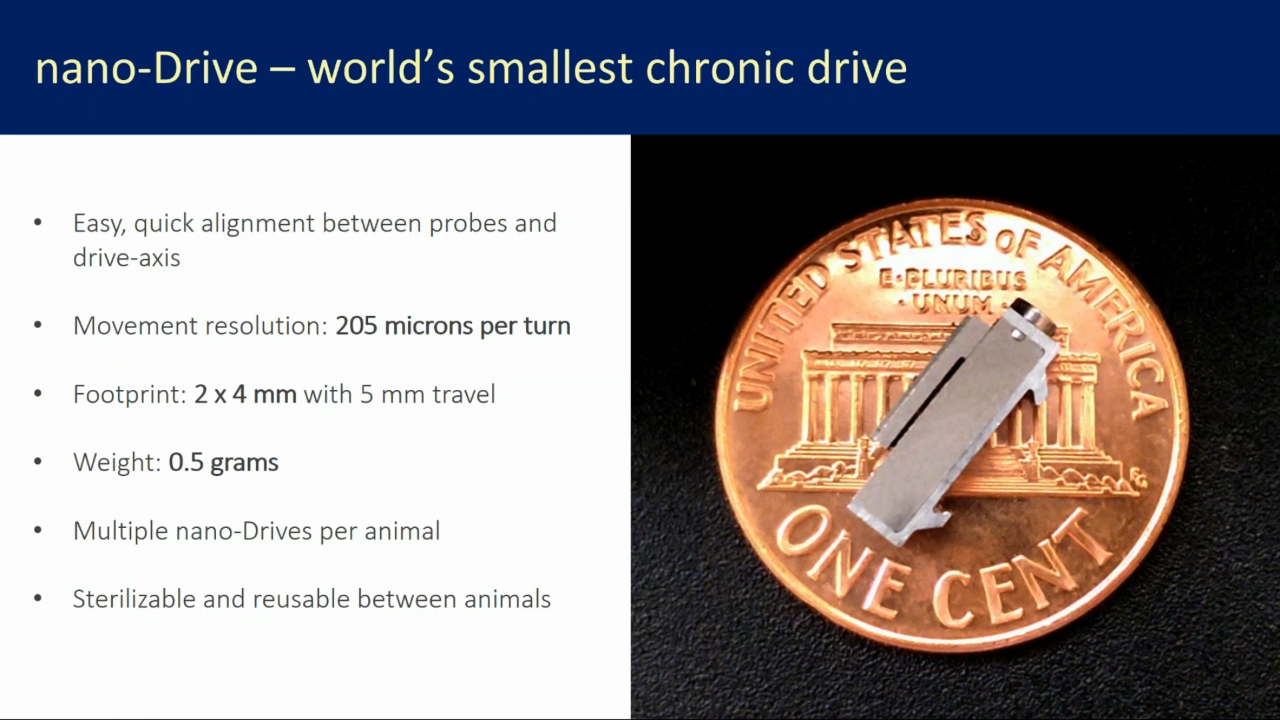 nano-Drive – world's smallest chronic drive
• Easy, quick alignment between probes and
drive-axis
• Movement resolution: 205 microns per turn
• Footprint: 2 x 4 mm with 5 mm travel
• Weight: 0.5 grams
• Multiple nano-Drives per animal
• Sterilizable and reusable between animals
UNITED STATES OF AMERICA
E·PLURIBUS
·UNUM·
ONE CENT